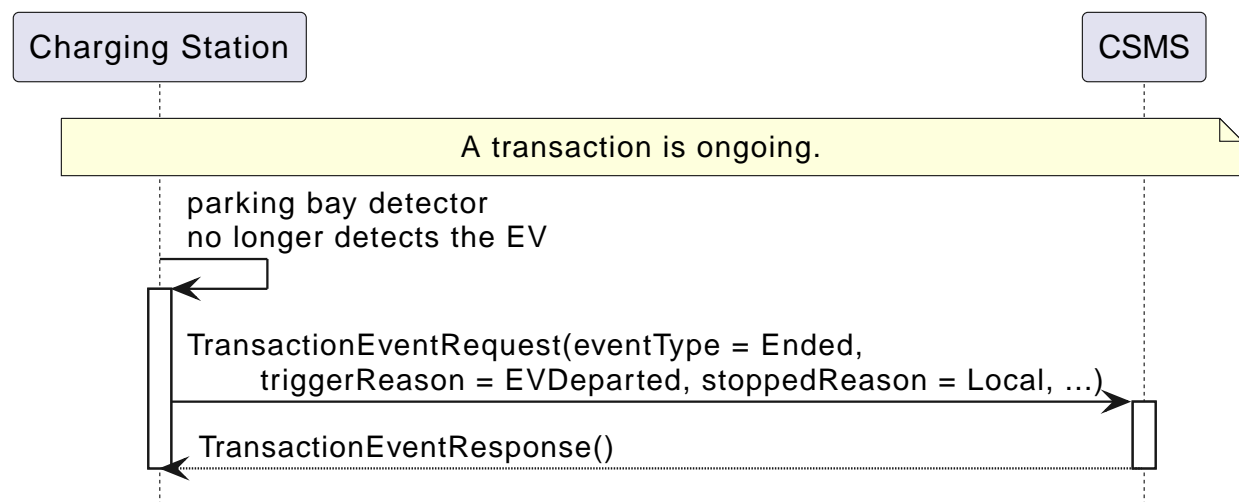 Charging Station
CSMS
A transaction is ongoing.
parking bay detector
no longer detects the EV
TransactionEventRequest(eventType = Ended,
triggerReason = EVDeparted, stoppedReason = Local, ...)
TransactionEventResponse()